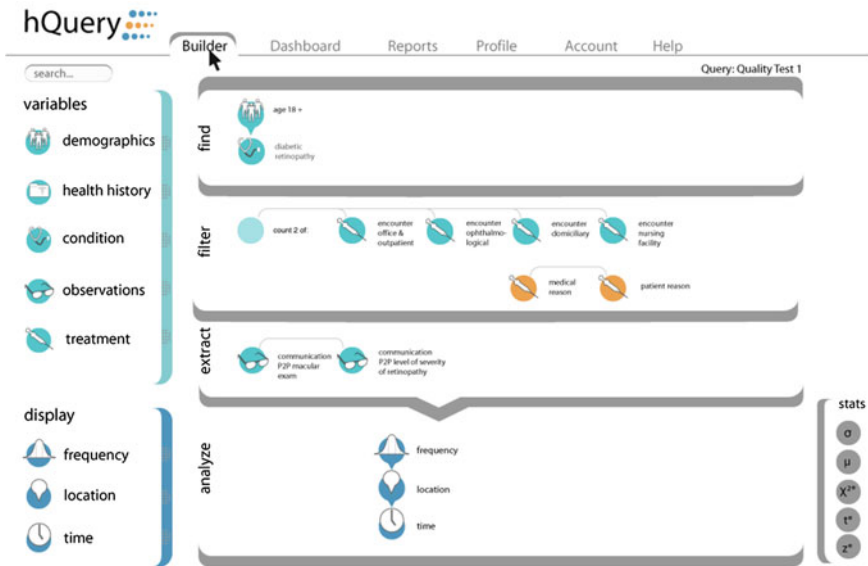 hQuery
Builder
Dashboard
Reports
Profile
Account
Help
search...
Query: Quality Test 1
variables
demographics
health history
condition
observations
treatment
display
frequency
location
time
find
age 18 +
diabetic
retinopathy
filter
count 2 of:
encounter
office &
outpatient
encounter
ophthalmo-
logical
encounter
domiciliary
encounter
nursing
facility
medical
reason
patient reason
extract
communication
P2P macular
exam
communication
P2P level of severity
of retinopathy
analyze
frequency
location
time
stats
σ
μ
χ²*
t*
z*